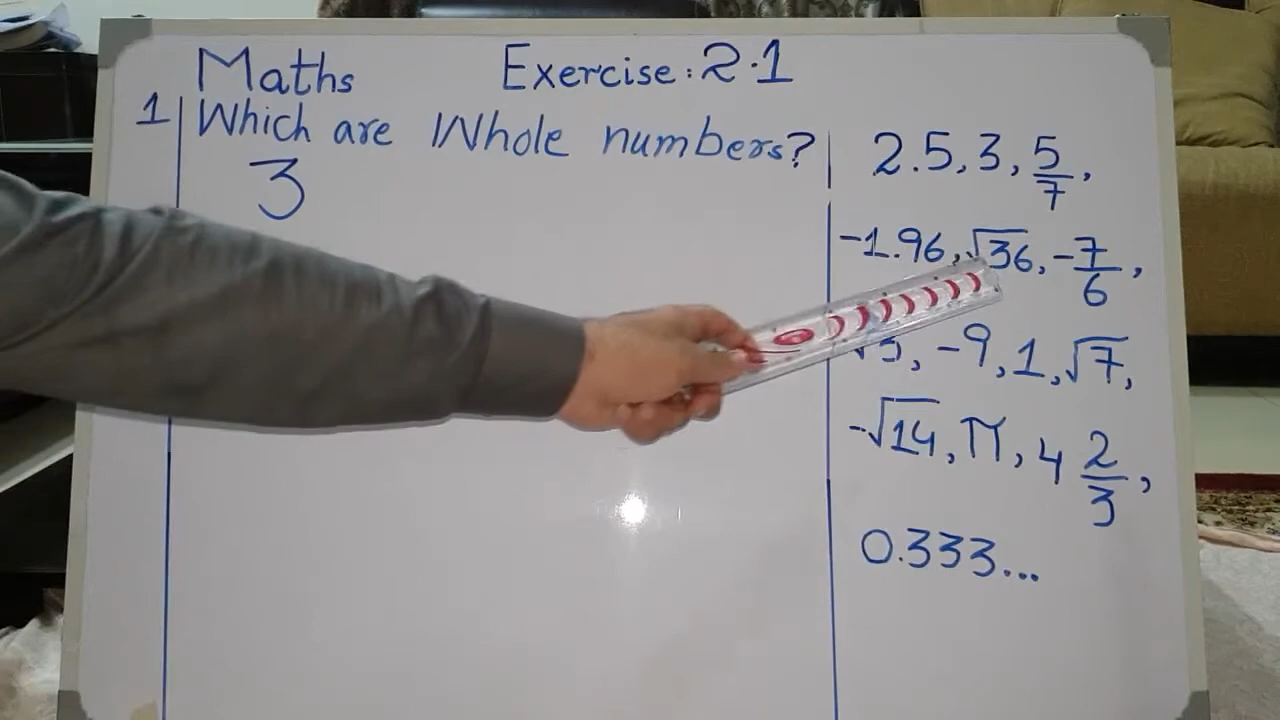 Maths Exercise: 2.1
1 Which are Whole numbers?
3
2.5, 3, 5/7,
-1.96, √36, -7/6,
√5, -9, 1, √7,
-√14, π, 4 2/3,
0.333...